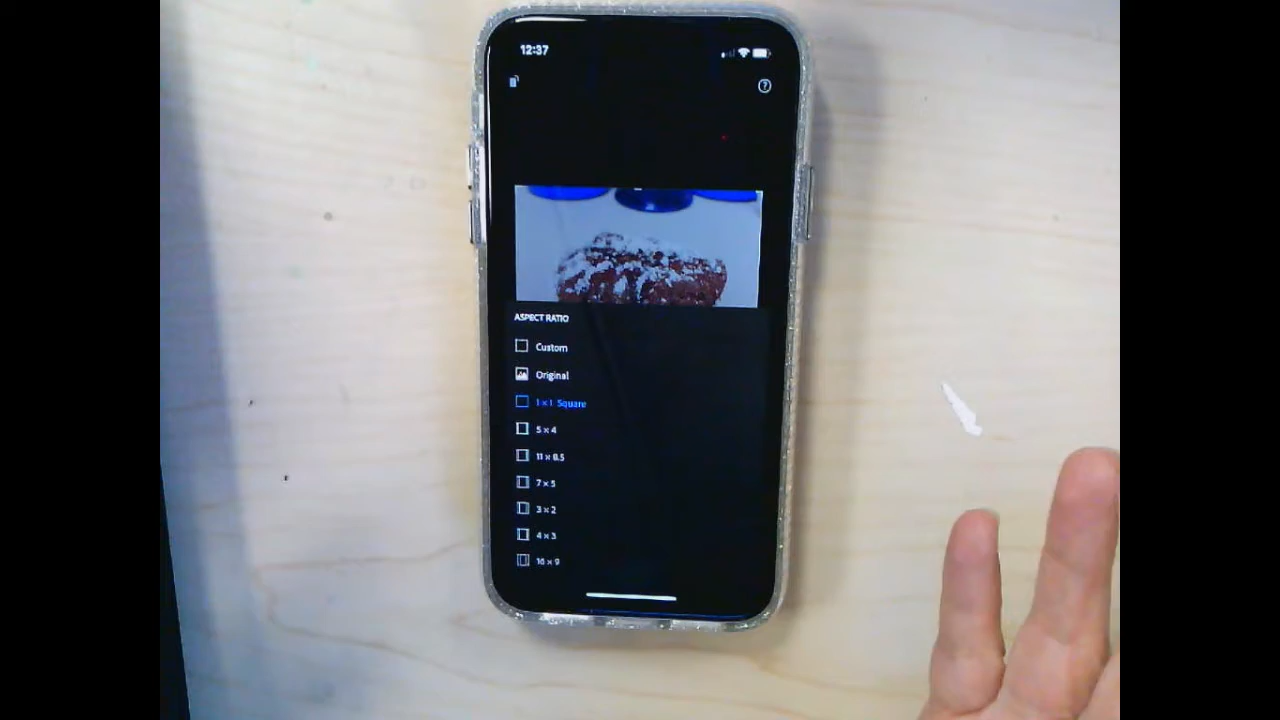 12:37
?
ASPECT RATIO
Custom
Original
1 x 1 Square
5 x 4
11 x 8.5
7 x 5
3 x 2
4 x 3
16 x 9